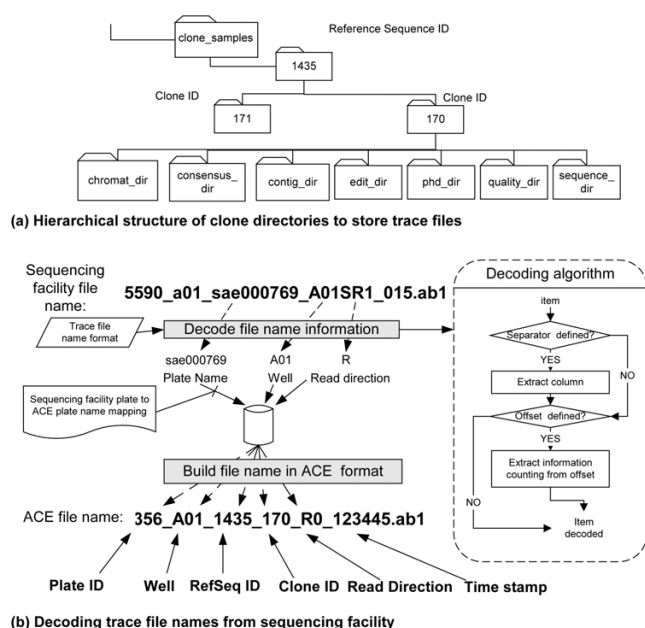 clone_samples
Reference Sequence ID
1435
Clone ID
Clone ID
171
170
chromat_dir
consensus_
dir
contig_dir
edit_dir
phd_dir
quality_dir
sequence_
dir
(a) Hierarchical structure of clone directories to store trace files
Sequencing
facility file
name:
5590_a01_sae000769_A01SR1_015.ab1
Trace file
name format
Decode file name information
sae000769
Plate Name
A01
Well
R
Read direction
Sequencing facility plate to
ACE plate name mapping
Build file name in ACE format
ACE file name:
356_A01_1435_170_R0_123445.ab1
Plate ID
Well
RefSeq ID
Clone ID
Read Direction
Time stamp
Decoding algorithm
item
Separator defined?
YES
NO
Extract column
Offset defined?
YES
Extract information
counting from offset
NO
Item
decoded
(b) Decoding trace file names from sequencing facility